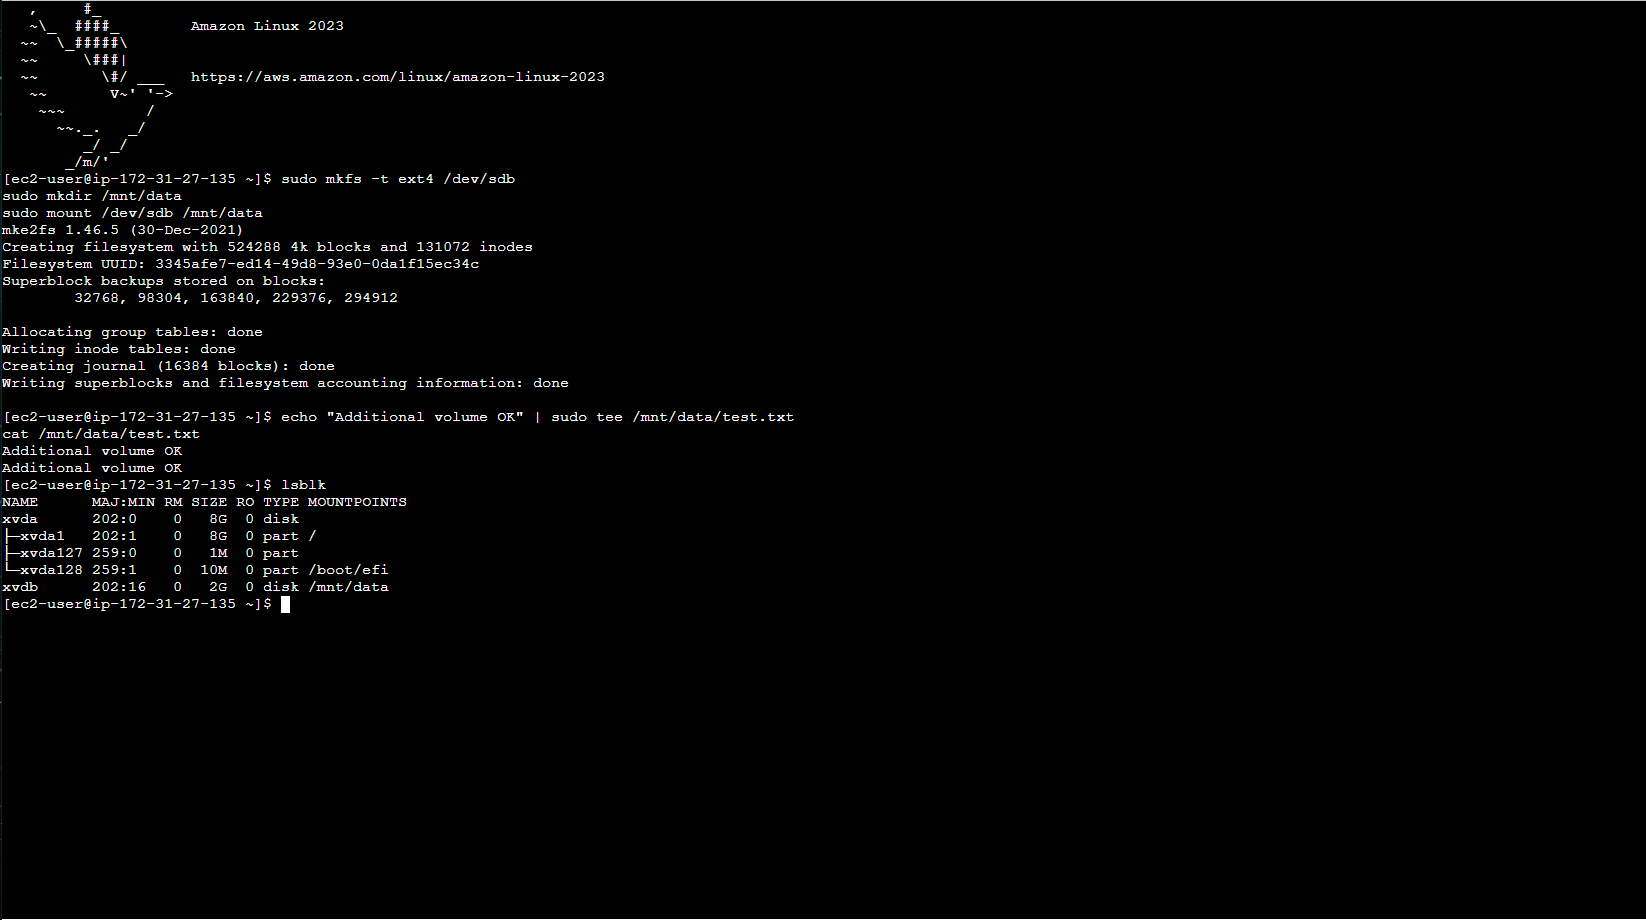 ,     #_
   ~\_  ####_        Amazon Linux 2023
  ~~  \_#####\
  ~~     \###|
  ~~       \#/ ___   https://aws.amazon.com/linux/amazon-linux-2023
   ~~       V~' '->
    ~~~         /
      ~~._.   _/
         _/ _/
       _/m/'
[ec2-user@ip-172-31-27-135 ~]$ sudo mkfs -t ext4 /dev/sdb
sudo mkdir /mnt/data
sudo mount /dev/sdb /mnt/data
mke2fs 1.46.5 (30-Dec-2021)
Creating filesystem with 524288 4k blocks and 131072 inodes
Filesystem UUID: 3345afe7-ed14-49d8-93e0-0da1f15ec34c
Superblock backups stored on blocks:
        32768, 98304, 163840, 229376, 294912

Allocating group tables: done
Writing inode tables: done
Creating journal (16384 blocks): done
Writing superblocks and filesystem accounting information: done

[ec2-user@ip-172-31-27-135 ~]$ echo "Additional volume OK" | sudo tee /mnt/data/test.txt
cat /mnt/data/test.txt
Additional volume OK
Additional volume OK
[ec2-user@ip-172-31-27-135 ~]$ lsblk
NAME      MAJ:MIN RM SIZE RO TYPE MOUNTPOINTS
xvda      202:0    0   8G  0 disk
├─xvda1   202:1    0   8G  0 part /
├─xvda127 259:0    0   1M  0 part
└─xvda128 259:1    0  10M  0 part /boot/efi
xvdb      202:16   0   2G  0 disk /mnt/data
[ec2-user@ip-172-31-27-135 ~]$